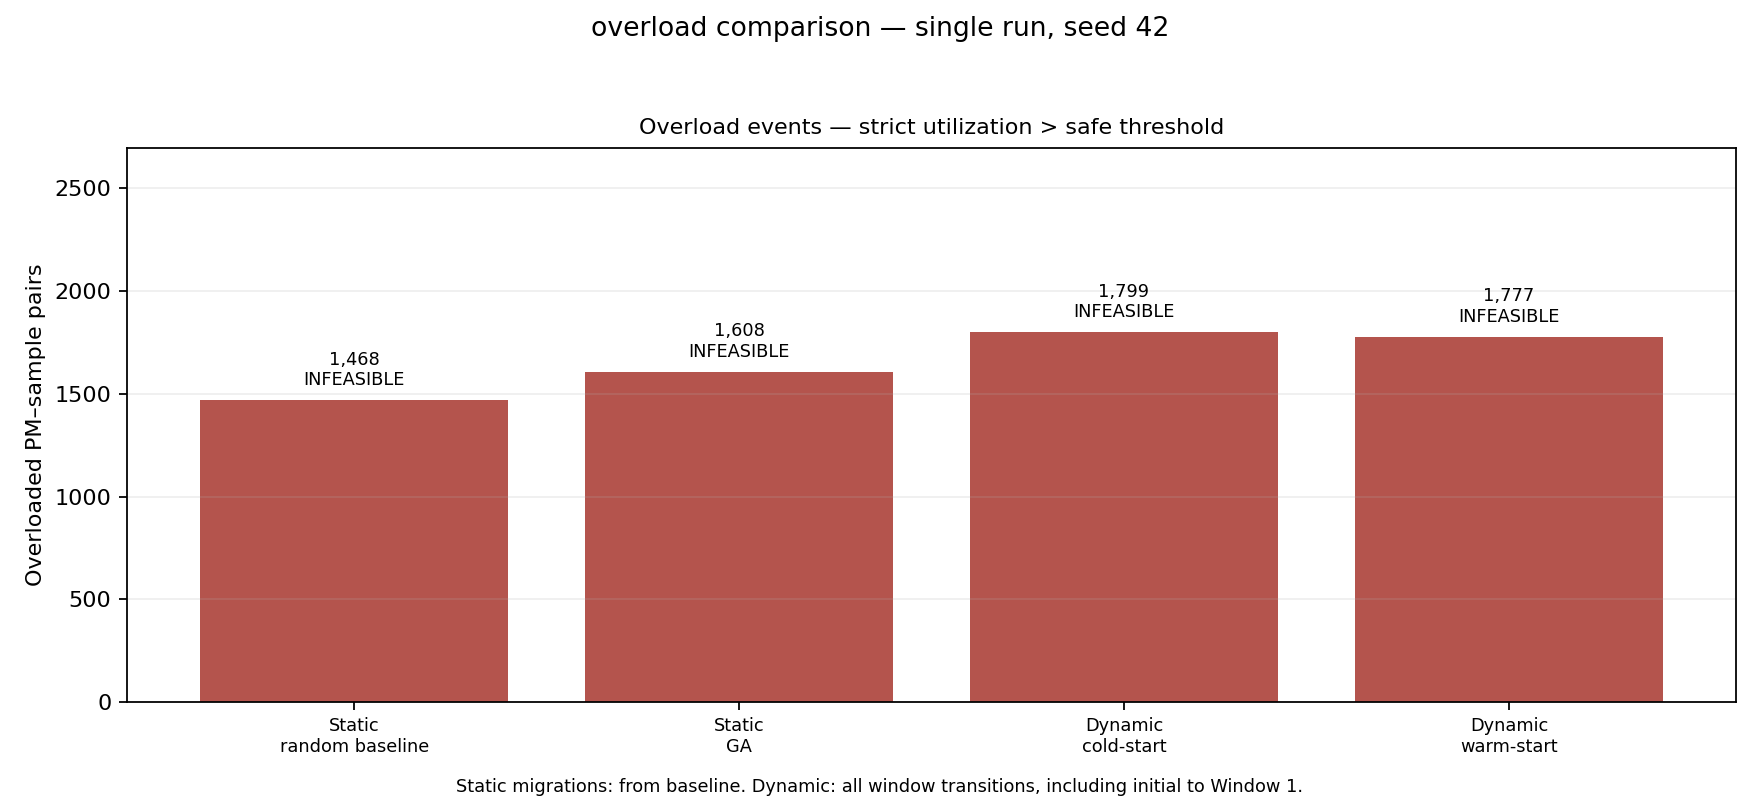 overload comparison — single run, seed 42
Overload events — strict utilization > safe threshold
Overloaded PM–sample pairs
2500
2000
1500
1000
500
0
1,468
INFEASIBLE
1,608
INFEASIBLE
1,799
INFEASIBLE
1,777
INFEASIBLE
Static
random baseline
Static
GA
Dynamic
cold-start
Dynamic
warm-start
Static migrations: from baseline. Dynamic: all window transitions, including initial to Window 1.